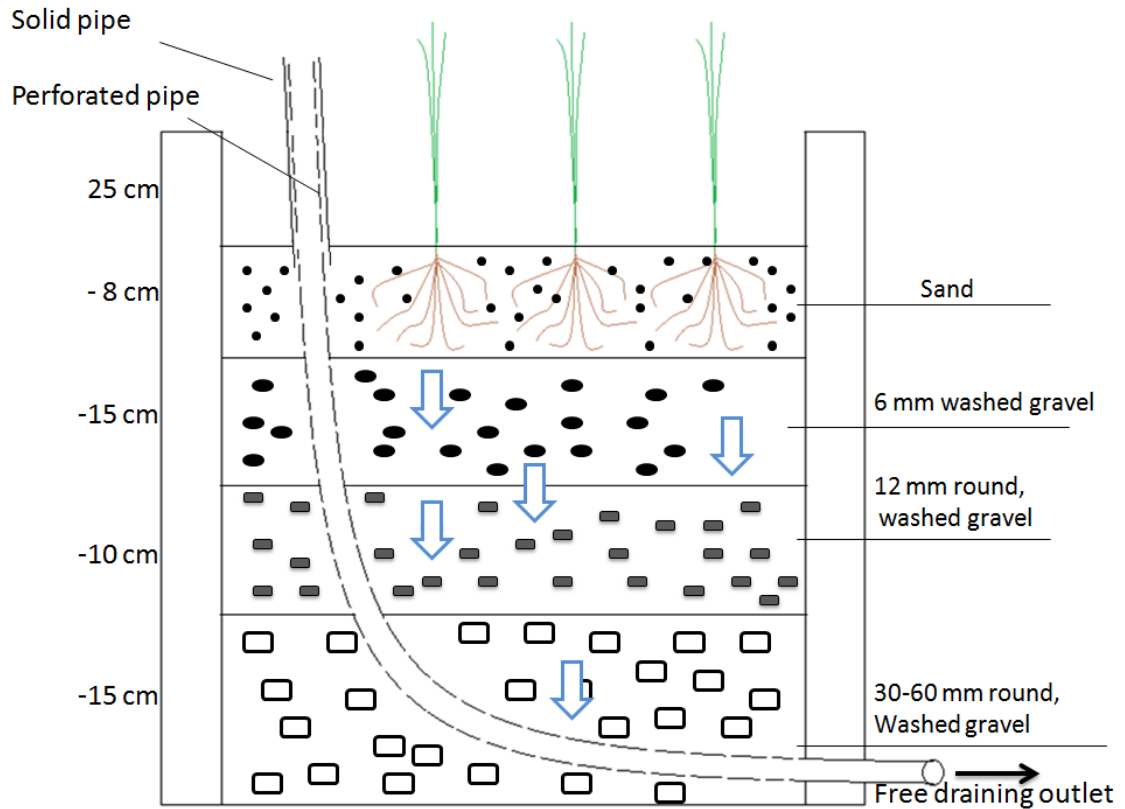 Solid pipe
Perforated pipe
25 cm
- 8 cm
Sand
-15 cm
6 mm washed gravel
12 mm round,
washed gravel
-10 cm
-15 cm
30-60 mm round,
Washed gravel
Free draining outlet